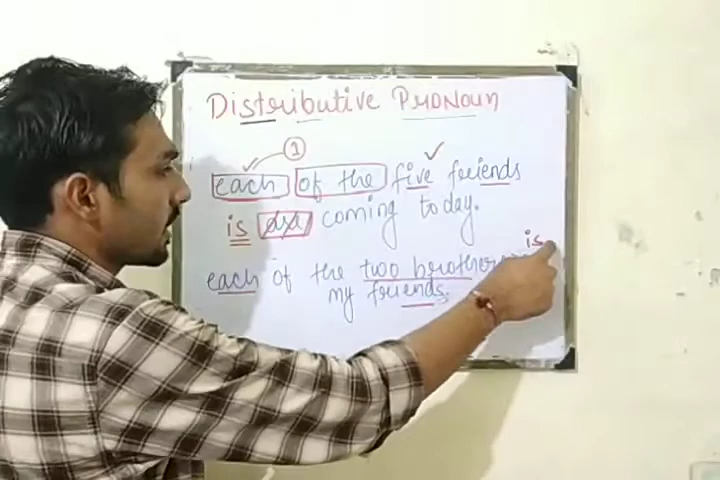 Distributive Pronoun
1
each of the five friends
is coming today.
is
each of the two brothers
my friends.